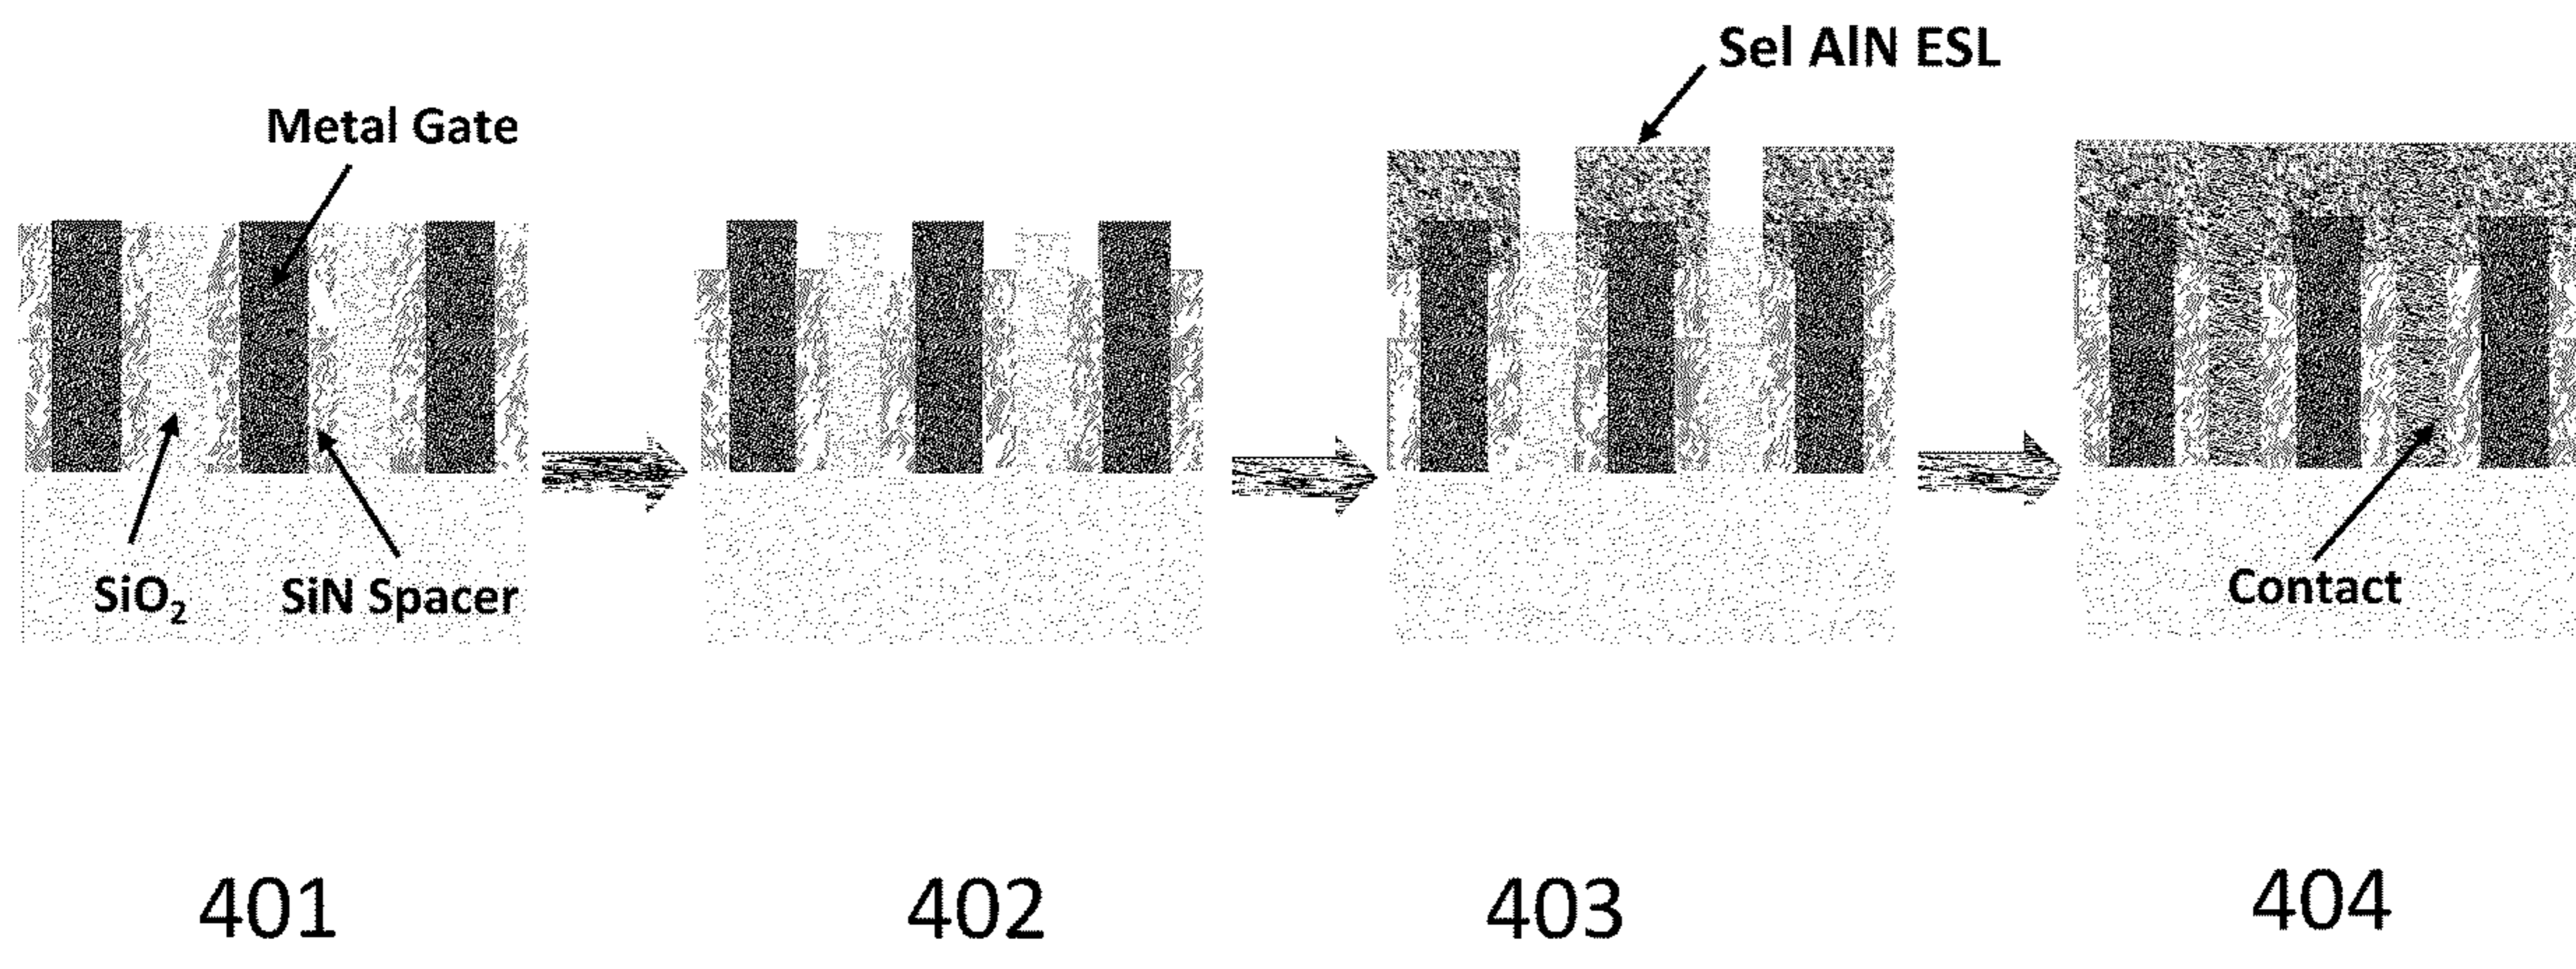 Sel AlN ESL
Metal Gate
SiO₂
SiN Spacer
Contact
401
402
403
404